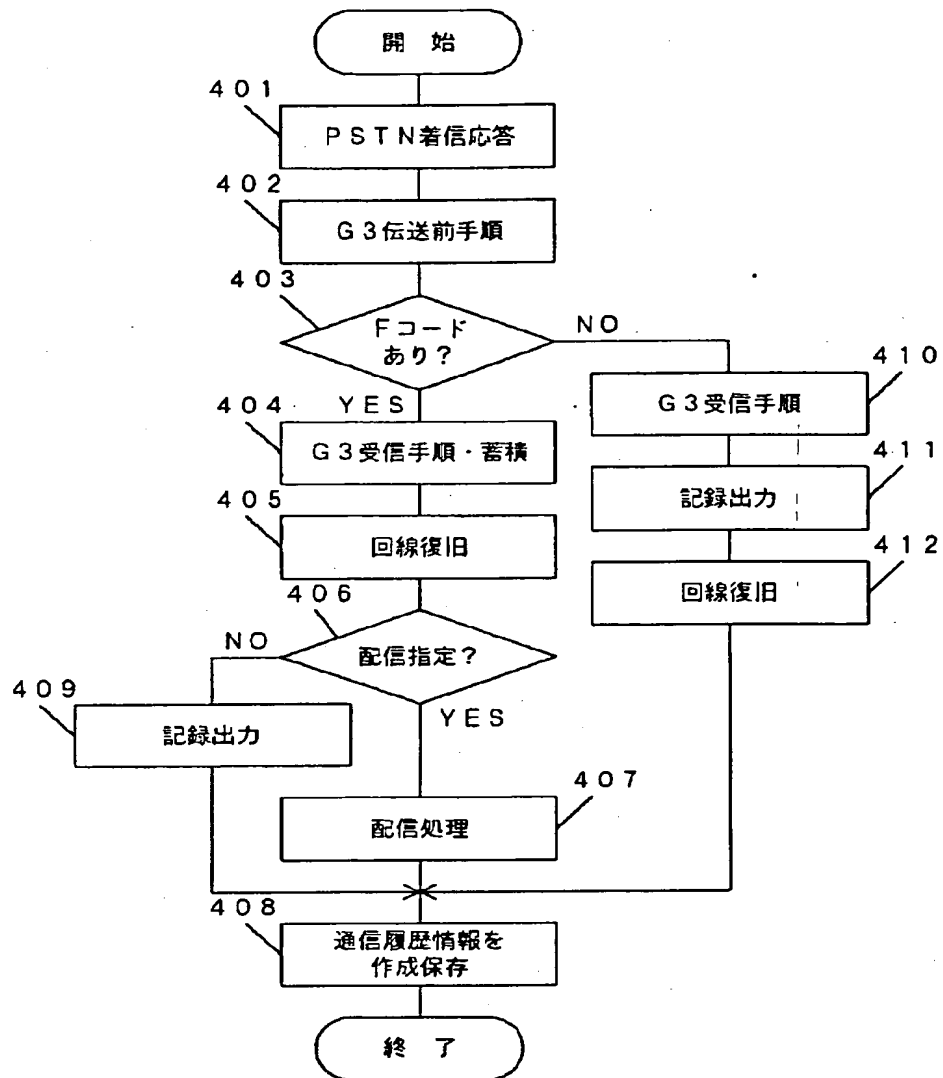 開 始
401
PSTN着信応答
402
G3伝送前手順
403
Fコード
あり?
NO
YES
404
G3受信手順・蓄積
405
回線復旧
406
配信指定?
NO
YES
409
記録出力
407
配信処理
410
G3受信手順
411
記録出力
412
回線復旧
408
通信履歴情報を
作成保存
終 了